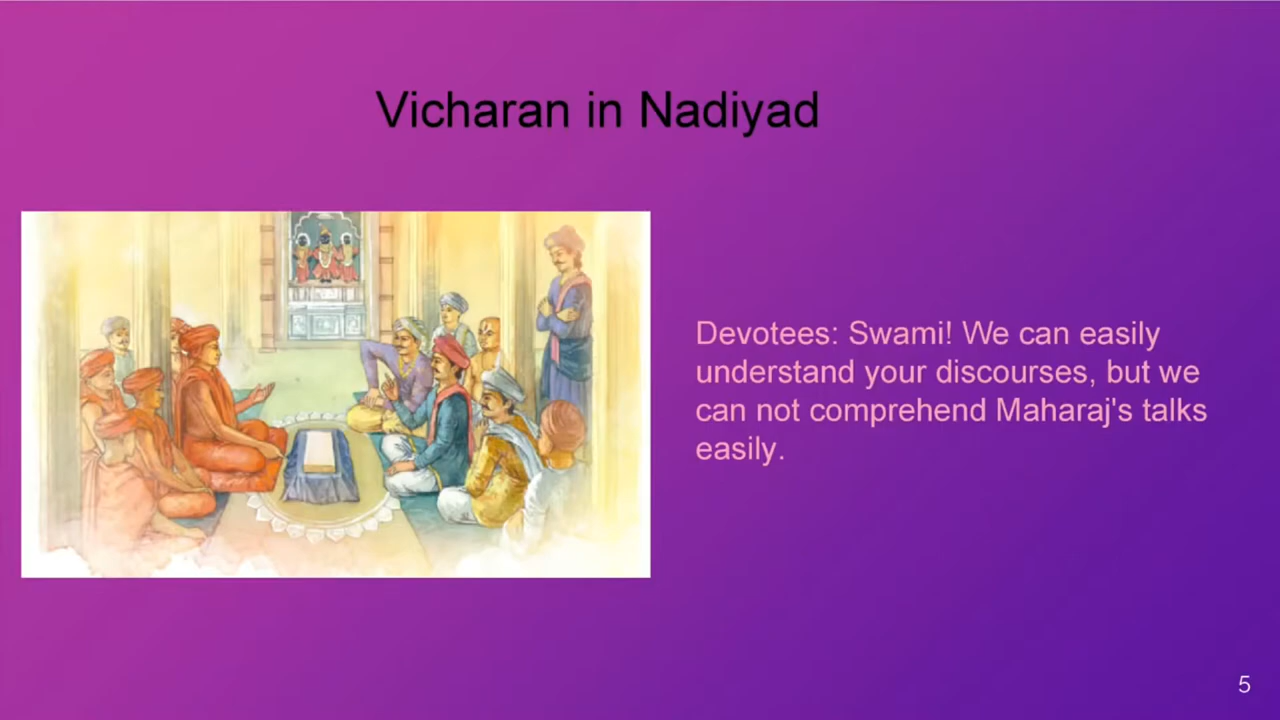 Vicharan in Nadiyad
Devotees: Swami! We can easily
understand your discourses, but we
can not comprehend Maharaj's talks
easily.
5